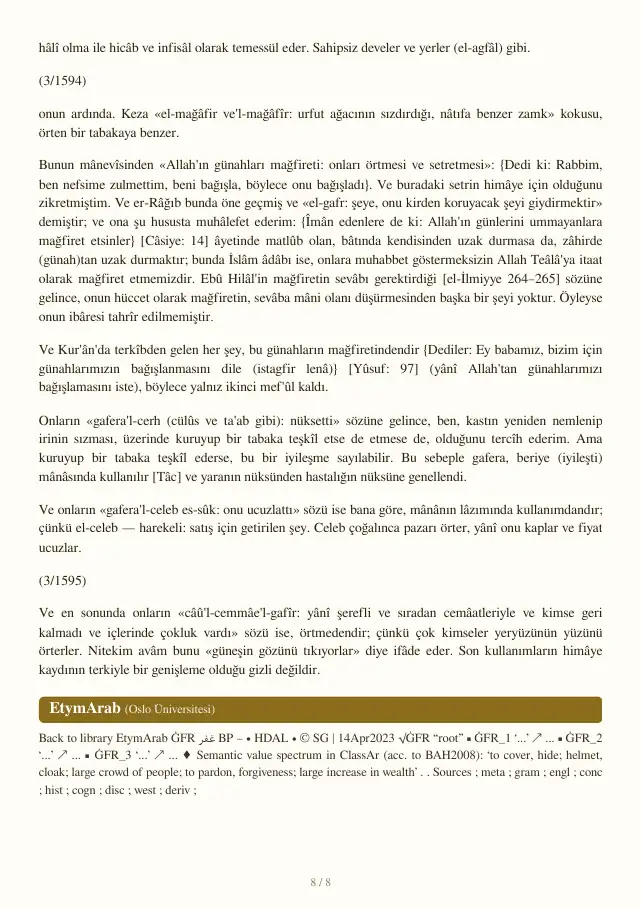 hâlî olma ile hicâb ve infisâl olarak temessül eder. Sahipsiz develer ve yerler (el-agfâl) gibi.
(3/1594)
onun ardında. Keza «el-mağâfir ve'l-mağâfîr: urfut ağacının sızdırdığı, nâtıfa benzer zamk» kokusu,
örten bir tabakaya benzer.
Bunun mânevîsinden «Allah'ın günahları mağfireti: onları örtmesi ve setretmesi»: {Dedi ki: Rabbim,
ben nefsime zulmettim, beni bağışla, böylece onu bağışladı}. Ve buradaki setrin himâye için olduğunu
zikretmiştim. Ve er-Râğıb bunda öne geçmiş ve «el-gafr: şeye, onu kirden koruyacak şeyi giydirmektir»
demiştir; ve ona şu hususta muhâlefet ederim: {Îmân edenlere de ki: Allah'ın günlerini ummayanlara
mağfiret etsinler} [Câsiye: 14] âyetinde matlûb olan, bâtında kendisinden uzak durmasa da, zâhirde
(günah)tan uzak durmaktır; bunda İslâm âdâbı ise, onlara muhabbet göstermeksizin Allah Teâlâ'ya itaat
olarak mağfiret etmemizdir. Ebû Hilâl'in mağfiretin sevâbı gerektirdiği [el-İlmiyye 264–265] sözüne
gelince, onun hüccet olarak mağfiretin, sevâba mâni olanı düşürmesinden başka bir şeyi yoktur. Öyleyse
onun ibâresi tahrîr edilmemiştir.
Ve Kur'ân'da terkîbden gelen her şey, bu günahların mağfiretindendir {Dediler: Ey babamız, bizim için
günahlarımızın bağışlanmasını dile (istagfir lenâ)} [Yûsuf: 97] (yânî Allah'tan günahlarımızı
bağışlamasını iste), böylece yalnız ikinci mef'ûl kaldı.
Onların «gafera'l-cerh (cülûs ve ta'ab gibi): nüksetti» sözüne gelince, ben, kastın yeniden nemlenip
irinin sızması, üzerinde kuruyup bir tabaka teşkîl etse de etmese de, olduğunu tercîh ederim. Ama
kuruyup bir tabaka teşkîl ederse, bu bir iyileşme sayılabilir. Bu sebeple gafera, beriye (iyileşti)
mânâsında kullanılır [Tâc] ve yaranın nüksünden hastalığın nüksüne genellendi.
Ve onların «gafera'l-celeb es-sûk: onu ucuzlattı» sözü ise bana göre, mânânın lâzımında kullanımdandır;
çünkü el-celeb — harekeli: satış için getirilen şey. Celeb çoğalınca pazarı örter, yânî onu kaplar ve fiyat
ucuzlar.
(3/1595)
Ve en sonunda onların «câû'l-cemmâe'l-gafîr: yânî şerefli ve sıradan cemâatleriyle ve kimse geri
kalmadı ve içlerinde çokluk vardı» sözü ise, örtmedendir; çünkü çok kimseler yeryüzünün yüzünü
örterler. Nitekim avâm bunu «güneşin gözünü tıkıyorlar» diye ifâde eder. Son kullanımların himâye
kaydının terkiyle bir genişleme olduğu gizli değildir.
EtymArab (Oslo Üniversitesi)
Back to library EtymArab ĠFR غفر BP – • HDAL • © SG | 14Apr2023 √ĠFR “root” ▪ ĠFR_1 ‘...’ ↗ ... ▪ ĠFR_2
‘...’ ↗ ... ▪ ĠFR_3 ‘...’ ↗ ... ♦ Semantic value spectrum in ClassAr (acc. to BAH2008): ‘to cover, hide; helmet,
cloak; large crowd of people; to pardon, forgiveness; large increase in wealth’ . . Sources ; meta ; gram ; engl ; conc
; hist ; cogn ; disc ; west ; deriv ;
8 / 8